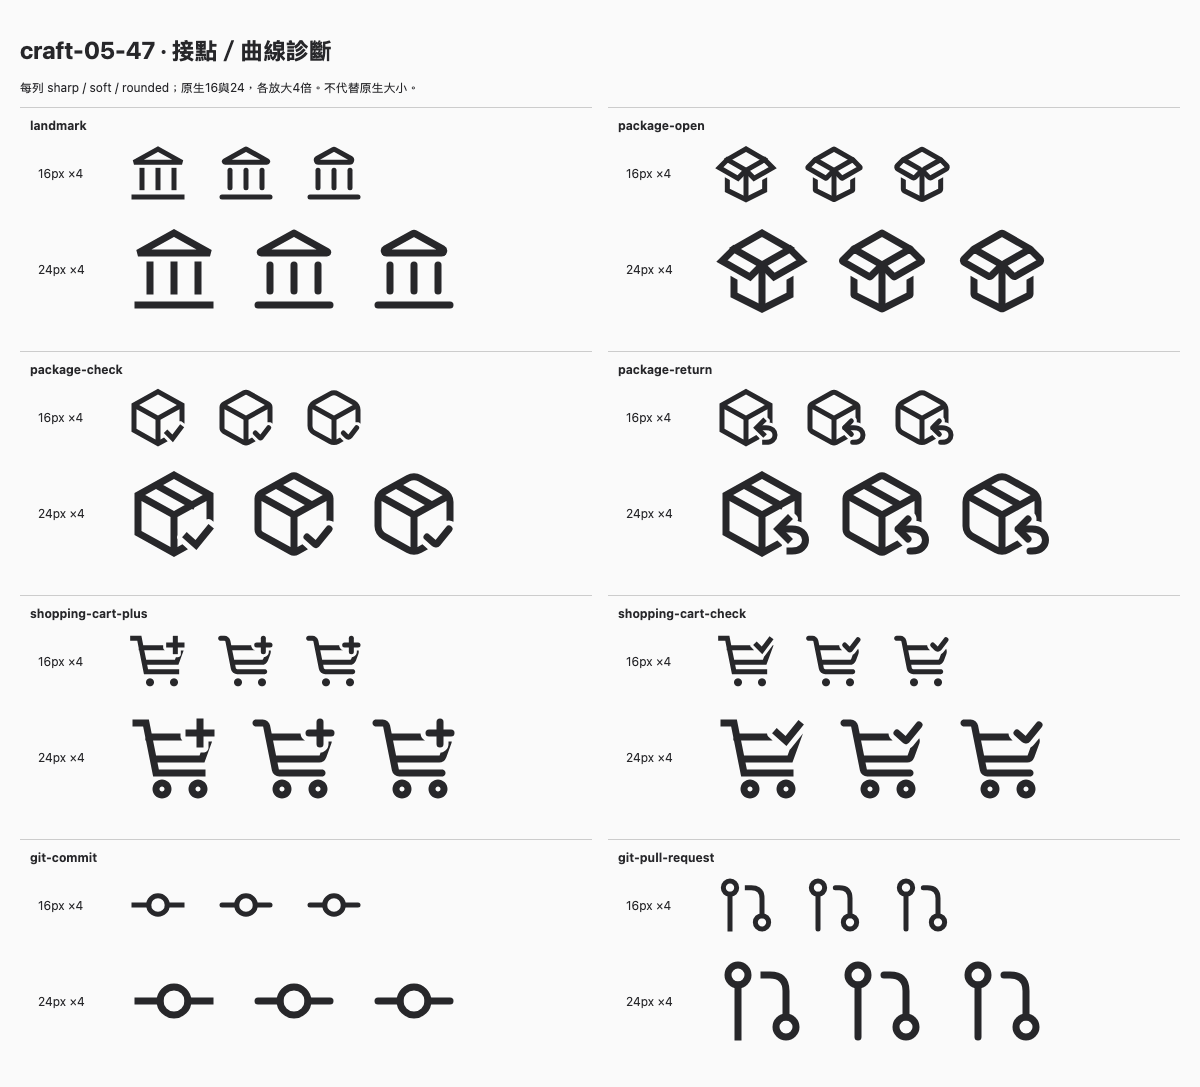 craft-05-47 · 接點 / 曲線診斷
每列 sharp / soft / rounded；原生16與24，各放大4倍。不代替原生大小。
landmark
16px ×4
24px ×4
package-open
16px ×4
24px ×4
package-check
16px ×4
24px ×4
package-return
16px ×4
24px ×4
shopping-cart-plus
16px ×4
24px ×4
shopping-cart-check
16px ×4
24px ×4
git-commit
16px ×4
24px ×4
git-pull-request
16px ×4
24px ×4